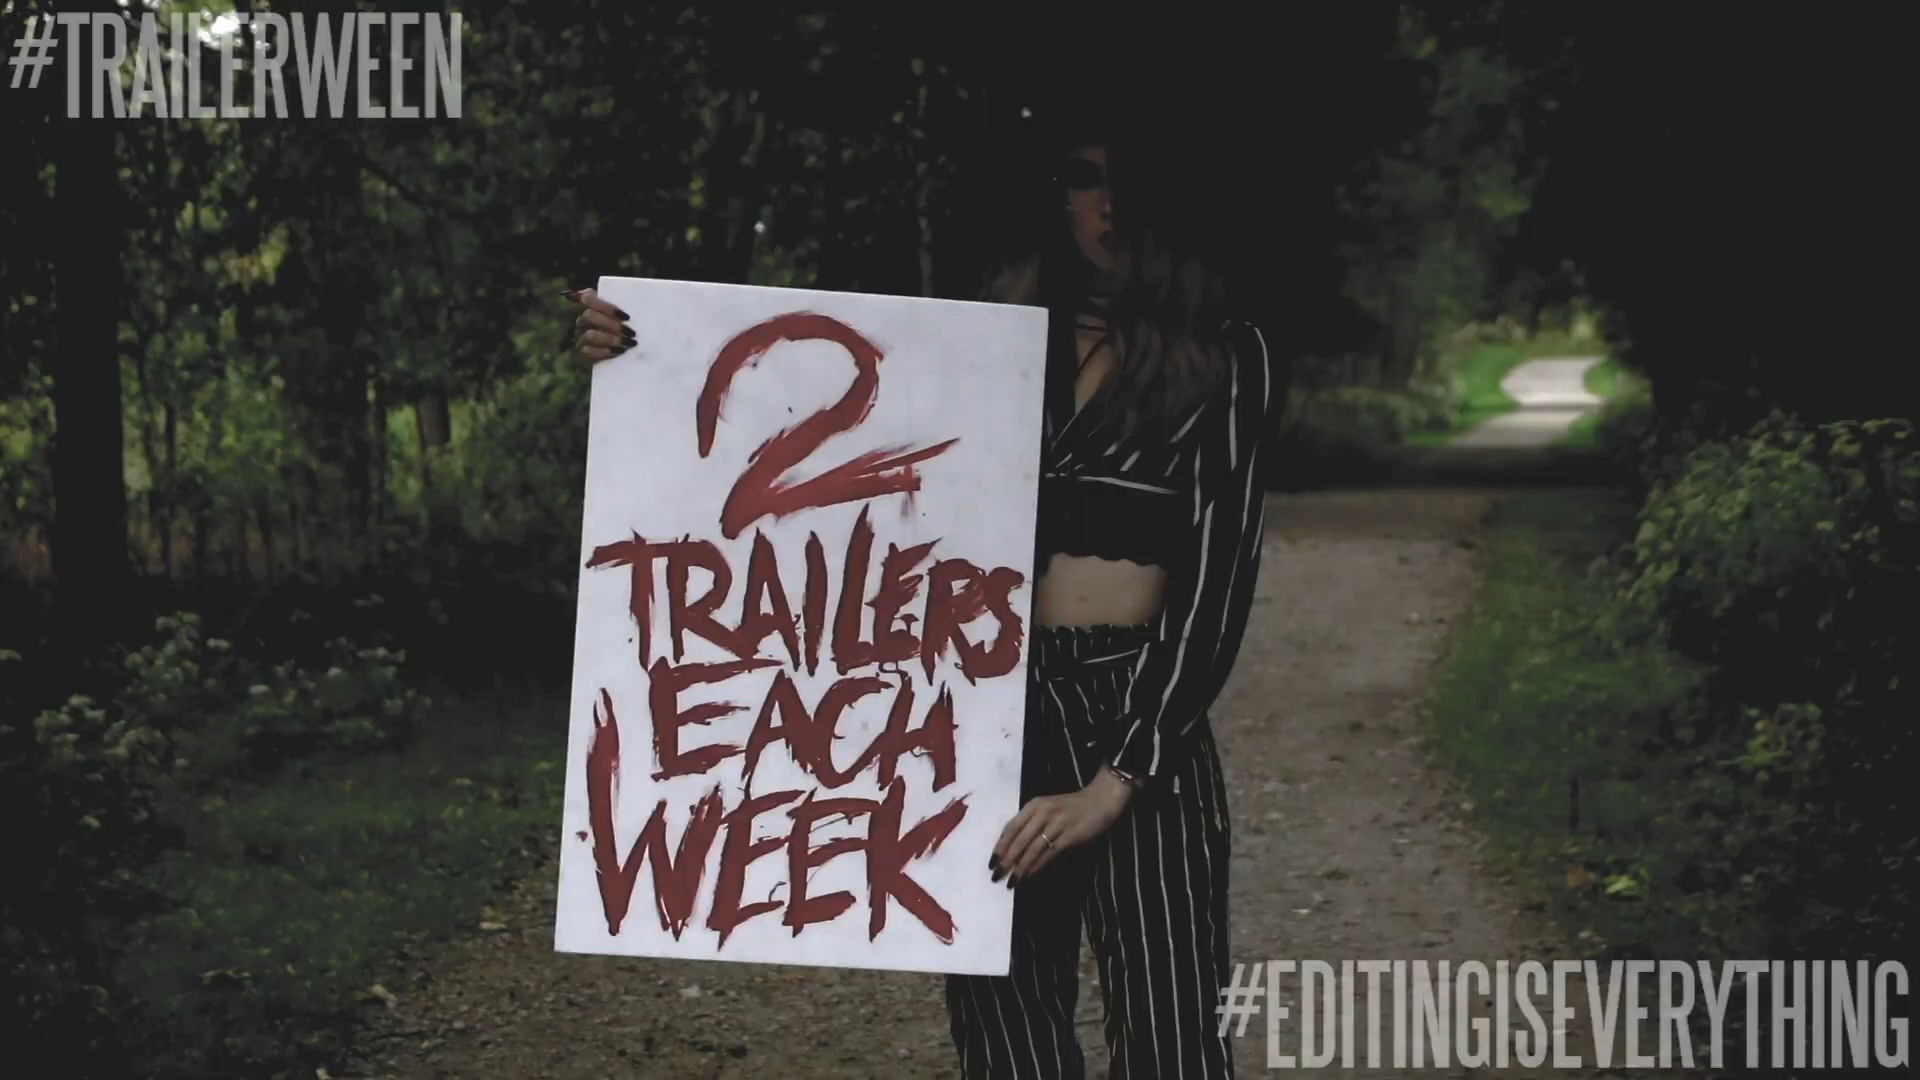 #TRAILERWEEN
2
TRAILERS
EACH
WEEK
#EDITINGISEVERYTHING